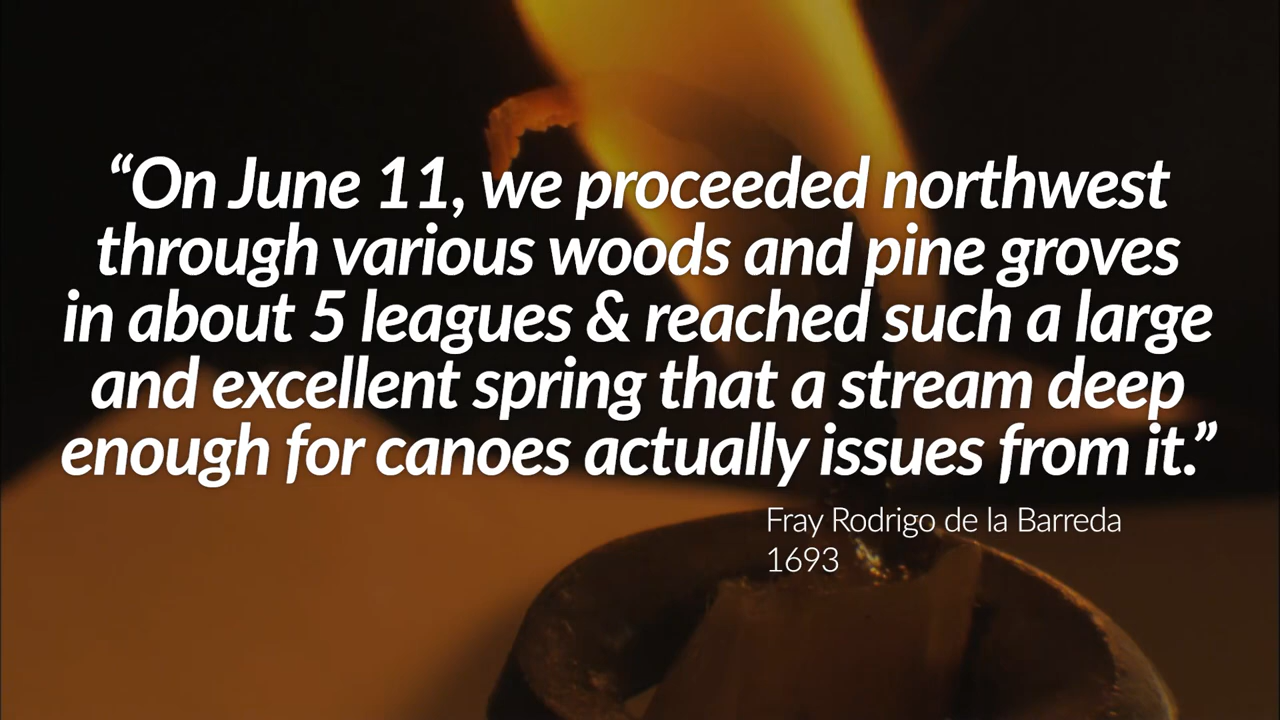 “On June 11, we proceeded northwest
through various woods and pine groves
in about 5 leagues & reached such a large
and excellent spring that a stream deep
enough for canoes actually issues from it.”
Fray Rodrigo de la Barreda
1693